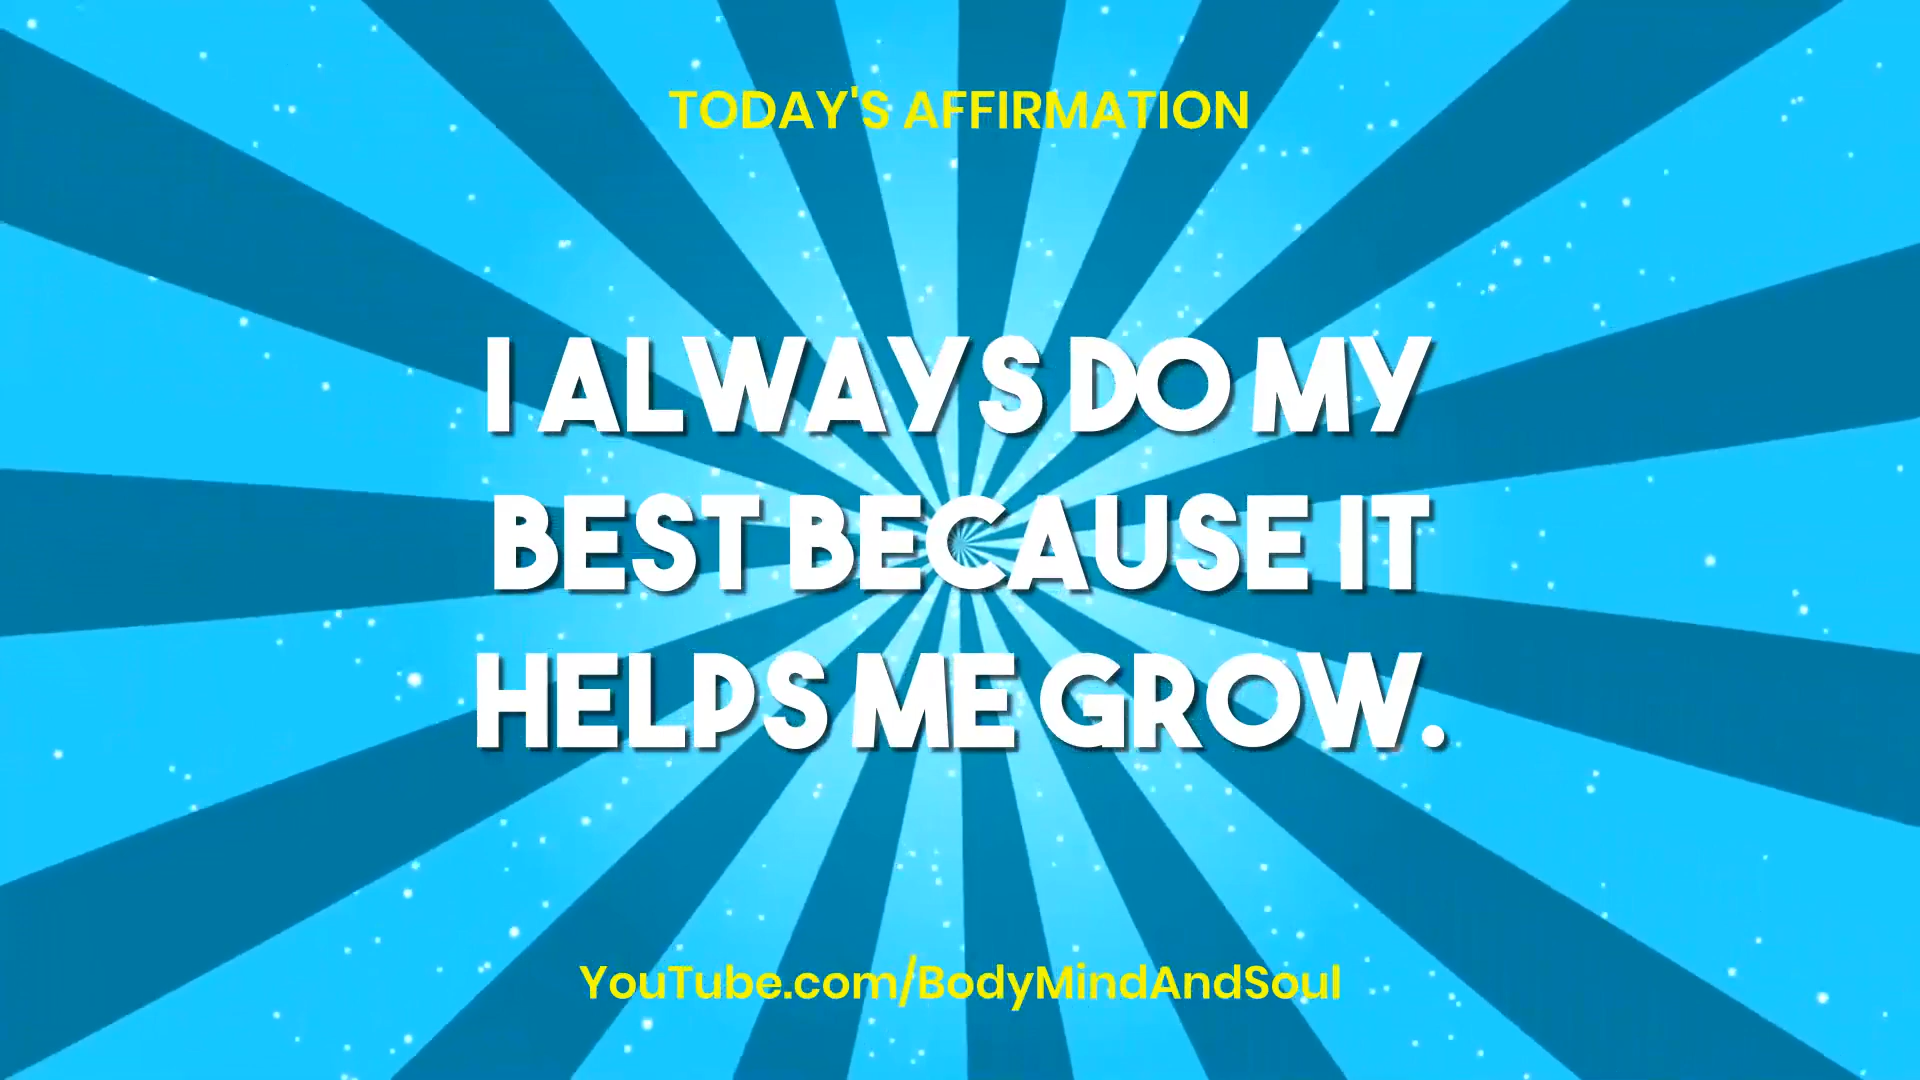 TODAY'S AFFIRMATION
I ALWAYS DO MY
BEST BECAUSE IT
HELPS ME GROW.
YouTube.com/BodyMindAndSoul